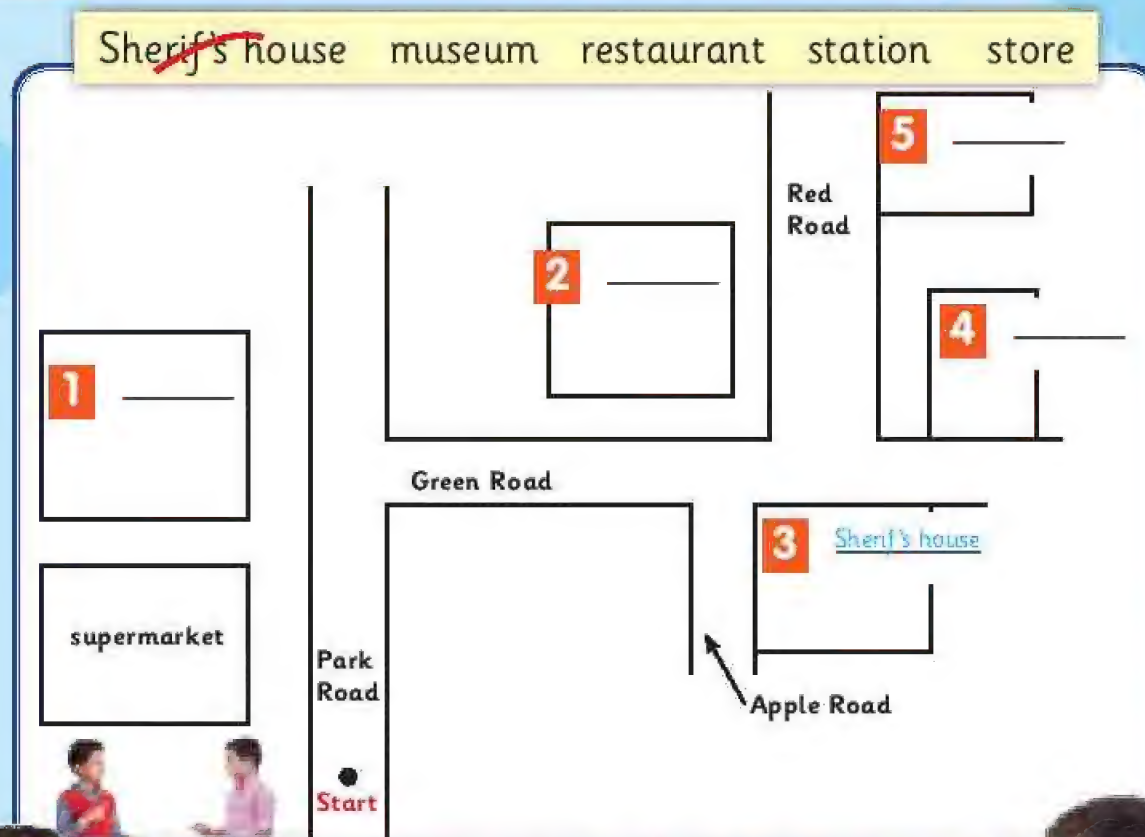 Sherif's house museum restaurant station store
5
Red
Road
2
4
1
Green Road
3 Sherif's house
supermarket
Park
Road
Apple Road
Start